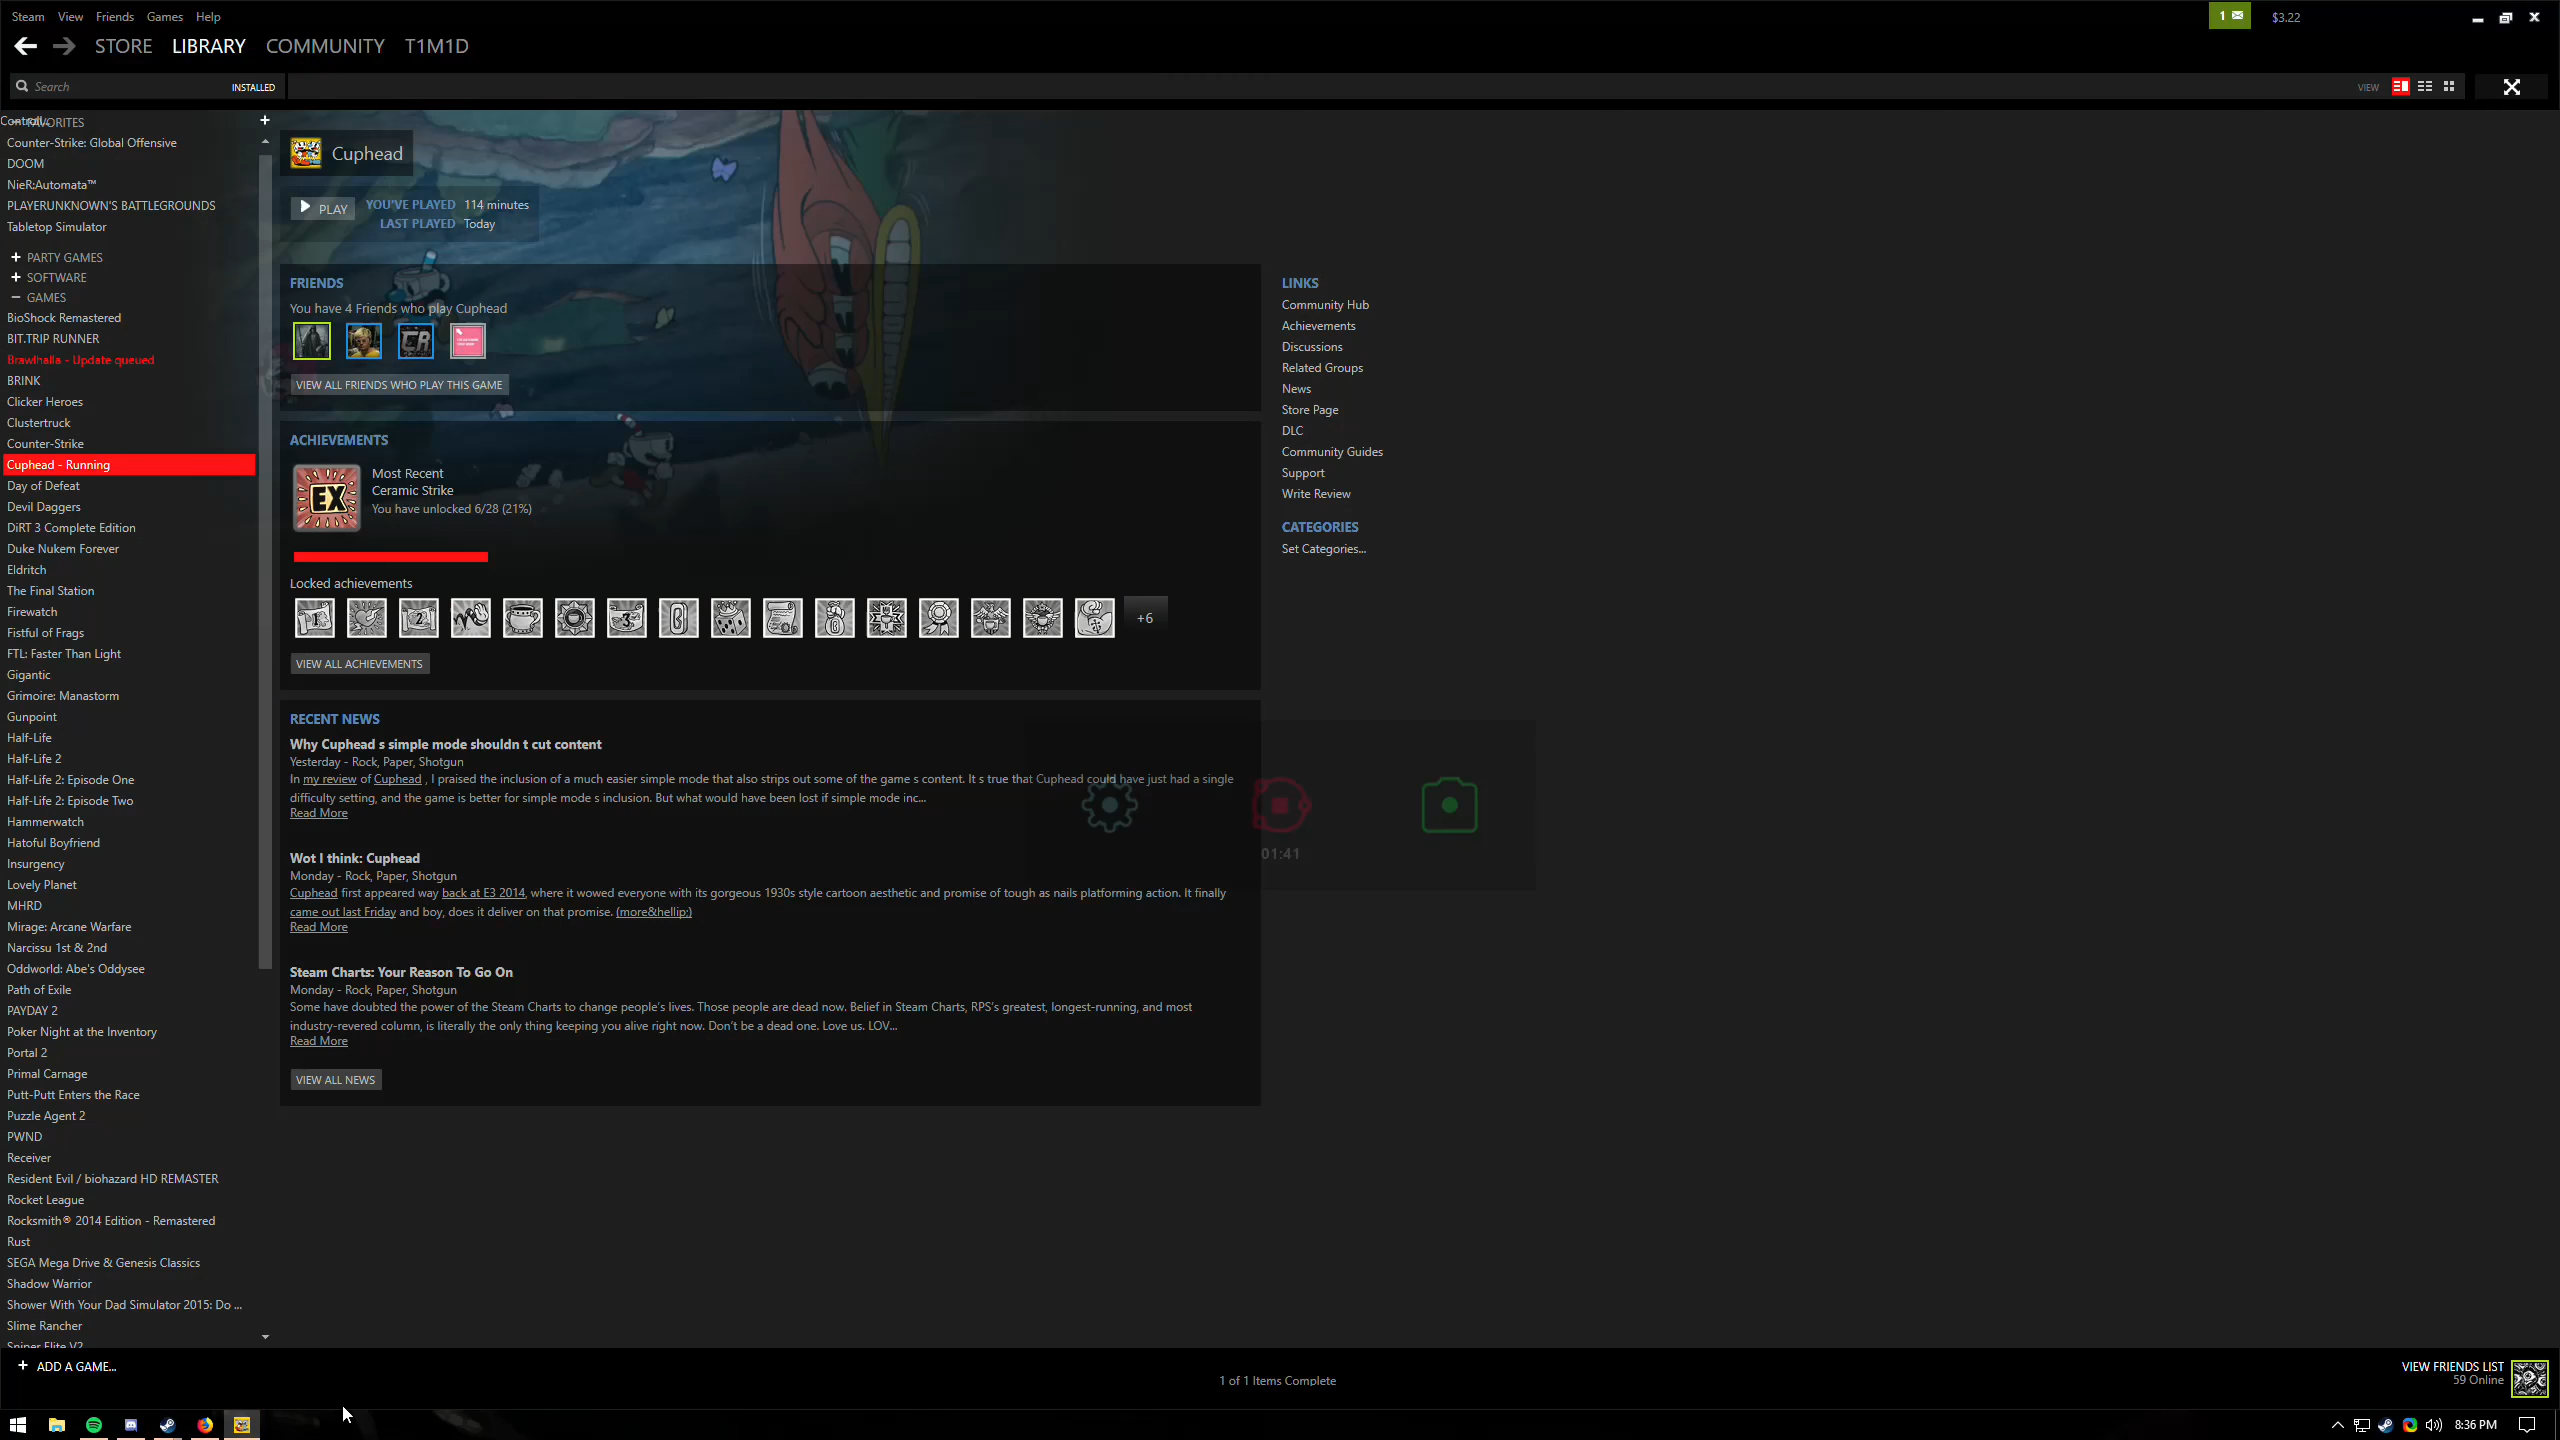 Steam View Friends Games Help
1 $3.22
STORE LIBRARY COMMUNITY T1M1D
Search INSTALLED VIEW
FAVORITES
Counter-Strike: Global Offensive
DOOM
NieR:Automata™
PLAYERUNKNOWN'S BATTLEGROUNDS
Tabletop Simulator
+ PARTY GAMES
+ SOFTWARE
− GAMES
BioShock Remastered
BIT.TRIP RUNNER
Brawlhalla - Update queued
BRINK
Clicker Heroes
Clustertruck
Counter-Strike
Cuphead - Running
Day of Defeat
Devil Daggers
DiRT 3 Complete Edition
Duke Nukem Forever
Eldritch
The Final Station
Firewatch
Fistful of Frags
FTL: Faster Than Light
Gigantic
Grimoire: Manastorm
Gunpoint
Half-Life
Half-Life 2
Half-Life 2: Episode One
Half-Life 2: Episode Two
Hammerwatch
Hatoful Boyfriend
Insurgency
Lovely Planet
MHRD
Mirage: Arcane Warfare
Narcissu 1st & 2nd
Oddworld: Abe's Oddysee
Path of Exile
PAYDAY 2
Poker Night at the Inventory
Portal 2
Primal Carnage
Putt-Putt Enters the Race
Puzzle Agent 2
PWND
Receiver
Resident Evil / biohazard HD REMASTER
Rocket League
Rocksmith® 2014 Edition - Remastered
Rust
SEGA Mega Drive & Genesis Classics
Shadow Warrior
Shower With Your Dad Simulator 2015: Do ...
Slime Rancher
Sniper Elite V2
+ ADD A GAME...
Cuphead
PLAY
YOU'VE PLAYED 114 minutes
LAST PLAYED Today
FRIENDS
You have 4 Friends who play Cuphead
CR
VIEW ALL FRIENDS WHO PLAY THIS GAME
ACHIEVEMENTS
EX
Most Recent
Ceramic Strike
You have unlocked 6/28 (21%)
Locked achievements
1 2 3
+6
VIEW ALL ACHIEVEMENTS
RECENT NEWS
Why Cuphead s simple mode shouldn t cut content
Yesterday - Rock, Paper, Shotgun
In my review of Cuphead , I praised the inclusion of a much easier simple mode that also strips out some of the game s content. It s true that Cuphead could have just had a single
difficulty setting, and the game is better for simple mode s inclusion. But what would have been lost if simple mode inc...
Read More
Wot I think: Cuphead
Monday - Rock, Paper, Shotgun
Cuphead first appeared way back at E3 2014, where it wowed everyone with its gorgeous 1930s style cartoon aesthetic and promise of tough as nails platforming action. It finally
came out last Friday and boy, does it deliver on that promise. (more&hellip;)
Read More
Steam Charts: Your Reason To Go On
Monday - Rock, Paper, Shotgun
Some have doubted the power of the Steam Charts to change people's lives. Those people are dead now. Belief in Steam Charts, RPS's greatest, longest-running, and most
industry-revered column, is literally the only thing keeping you alive right now. Don't be a dead one. Love us. LOV...
Read More
VIEW ALL NEWS
01:41
LINKS
Community Hub
Achievements
Discussions
Related Groups
News
Store Page
DLC
Community Guides
Support
Write Review
CATEGORIES
Set Categories...
1 of 1 Items Complete
VIEW FRIENDS LIST
59 Online
8:36 PM